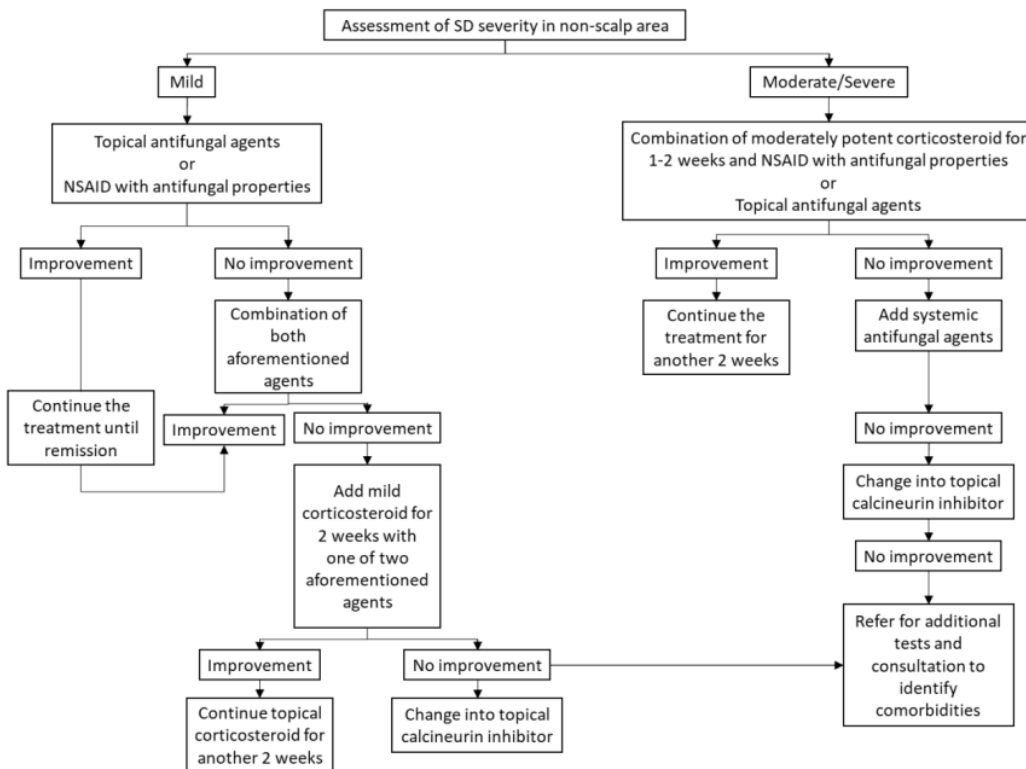 Assessment of SD severity in non-scalp area
Mild
Moderate/Severe
Topical antifungal agents
or
NSAID with antifungal properties
Combination of moderately potent corticosteroid for
1-2 weeks and NSAID with antifungal properties
or
Topical antifungal agents
Improvement
No improvement
Improvement
No improvement
Combination of
both
aforementioned
agents
Continue the
treatment for
another 2 weeks
Add systemic
antifungal agents
Continue the
treatment until
remission
Improvement
No improvement
No improvement
Add mild
corticosteroid for
2 weeks with
one of two
aforementioned
agents
Change into topical
calcineurin inhibitor
No improvement
Refer for additional
tests and
consultation to
identify
comorbidities
Improvement
No improvement
Continue topical
corticosteroid for
another 2 weeks
Change into topical
calcineurin inhibitor